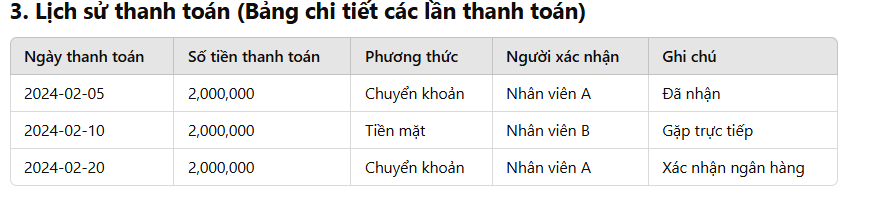 3. Lịch sử thanh toán (Bảng chi tiết các lần thanh toán)
Ngày thanh toán Số tiền thanh toán Phương thức Người xác nhận Ghi chú
2024-02-05 2,000,000 Chuyển khoản Nhân viên A Đã nhận
2024-02-10 2,000,000 Tiền mặt Nhân viên B Gặp trực tiếp
2024-02-20 2,000,000 Chuyển khoản Nhân viên A Xác nhận ngân hàng